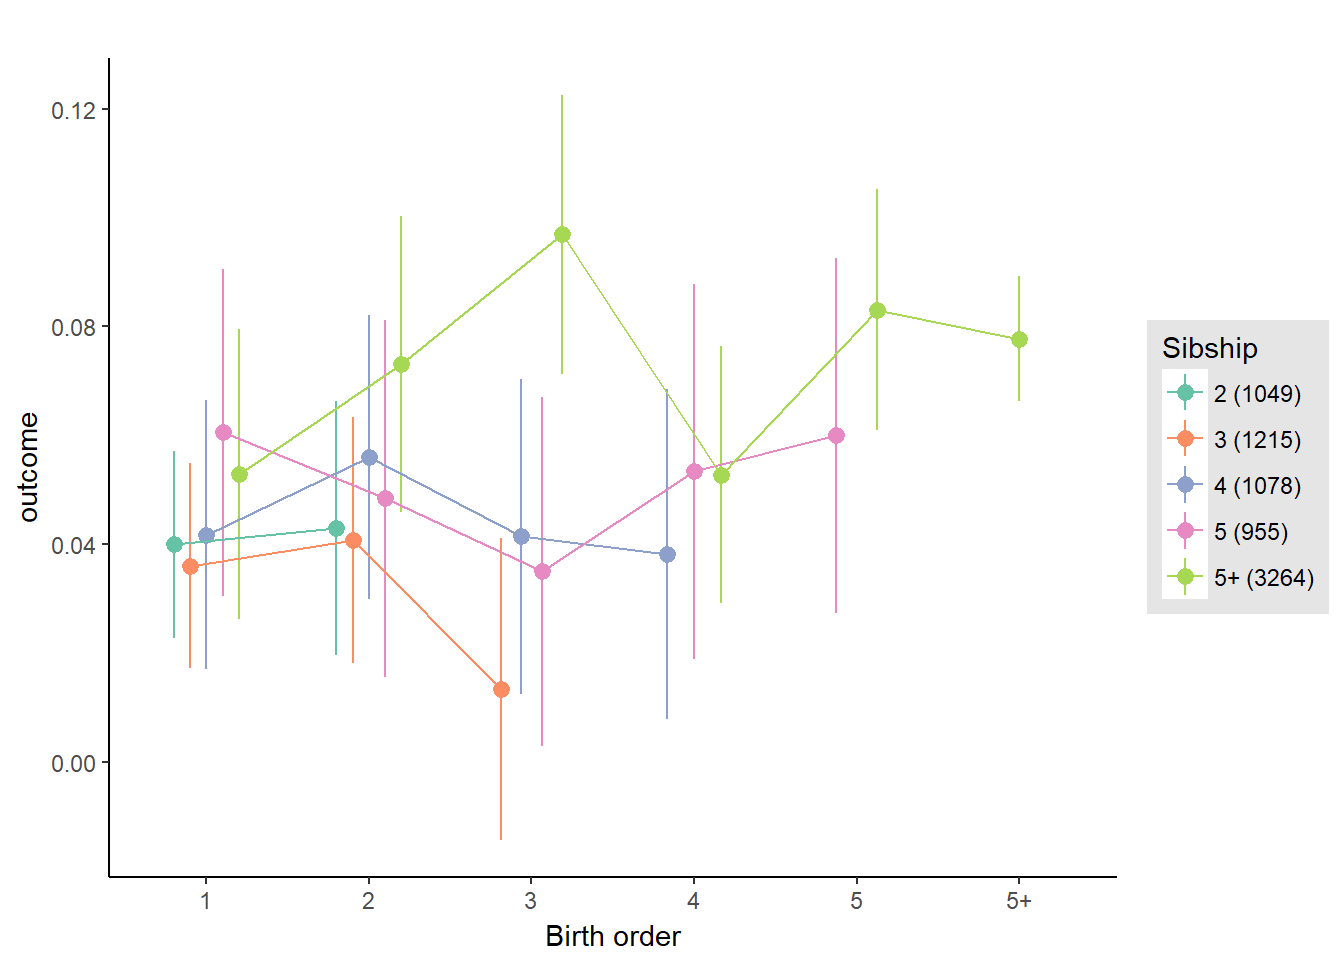 0.12
0.08
0.04
0.00
outcome
1 2 3 4 5 5+
Birth order
Sibship
2 (1049)
3 (1215)
4 (1078)
5 (955)
5+ (3264)